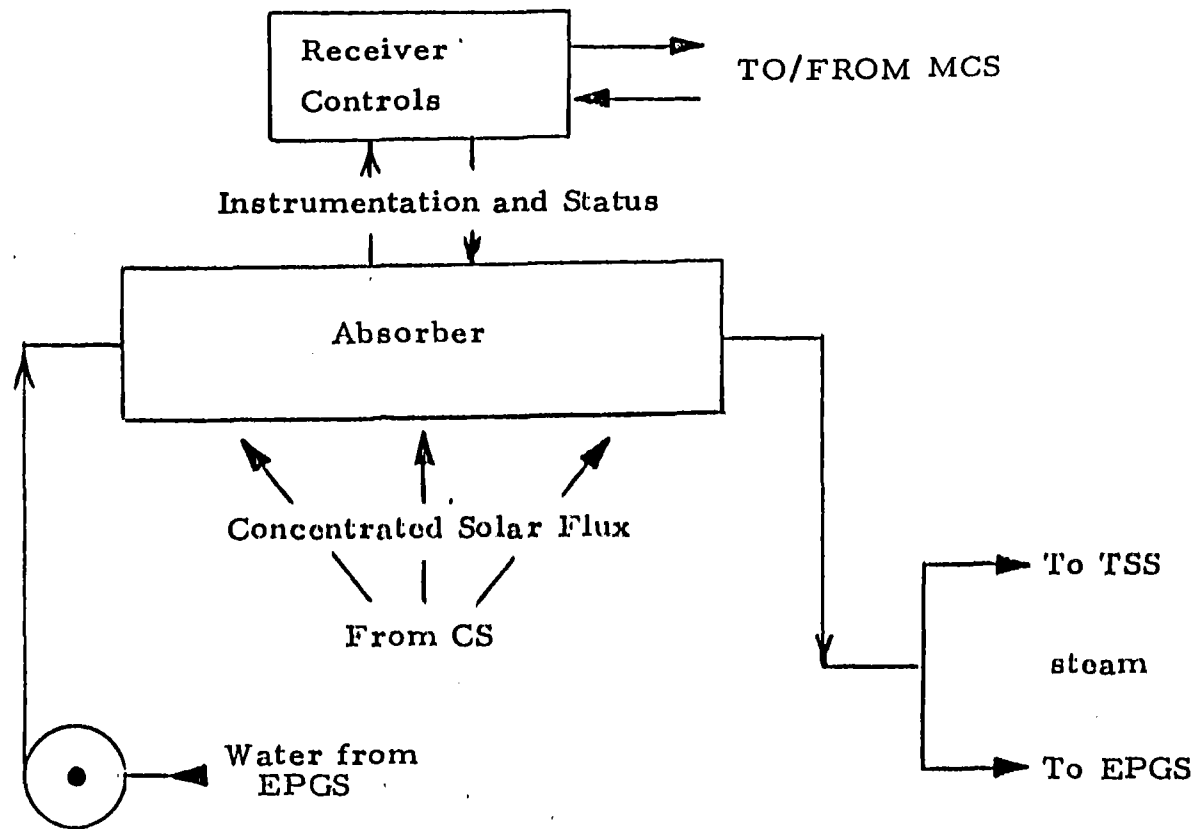 Receiver
Controls
TO/FROM MCS
Instrumentation and Status
Absorber
Concentrated Solar Flux
From CS
To TSS
steam
Water from
EPGS
To EPGS